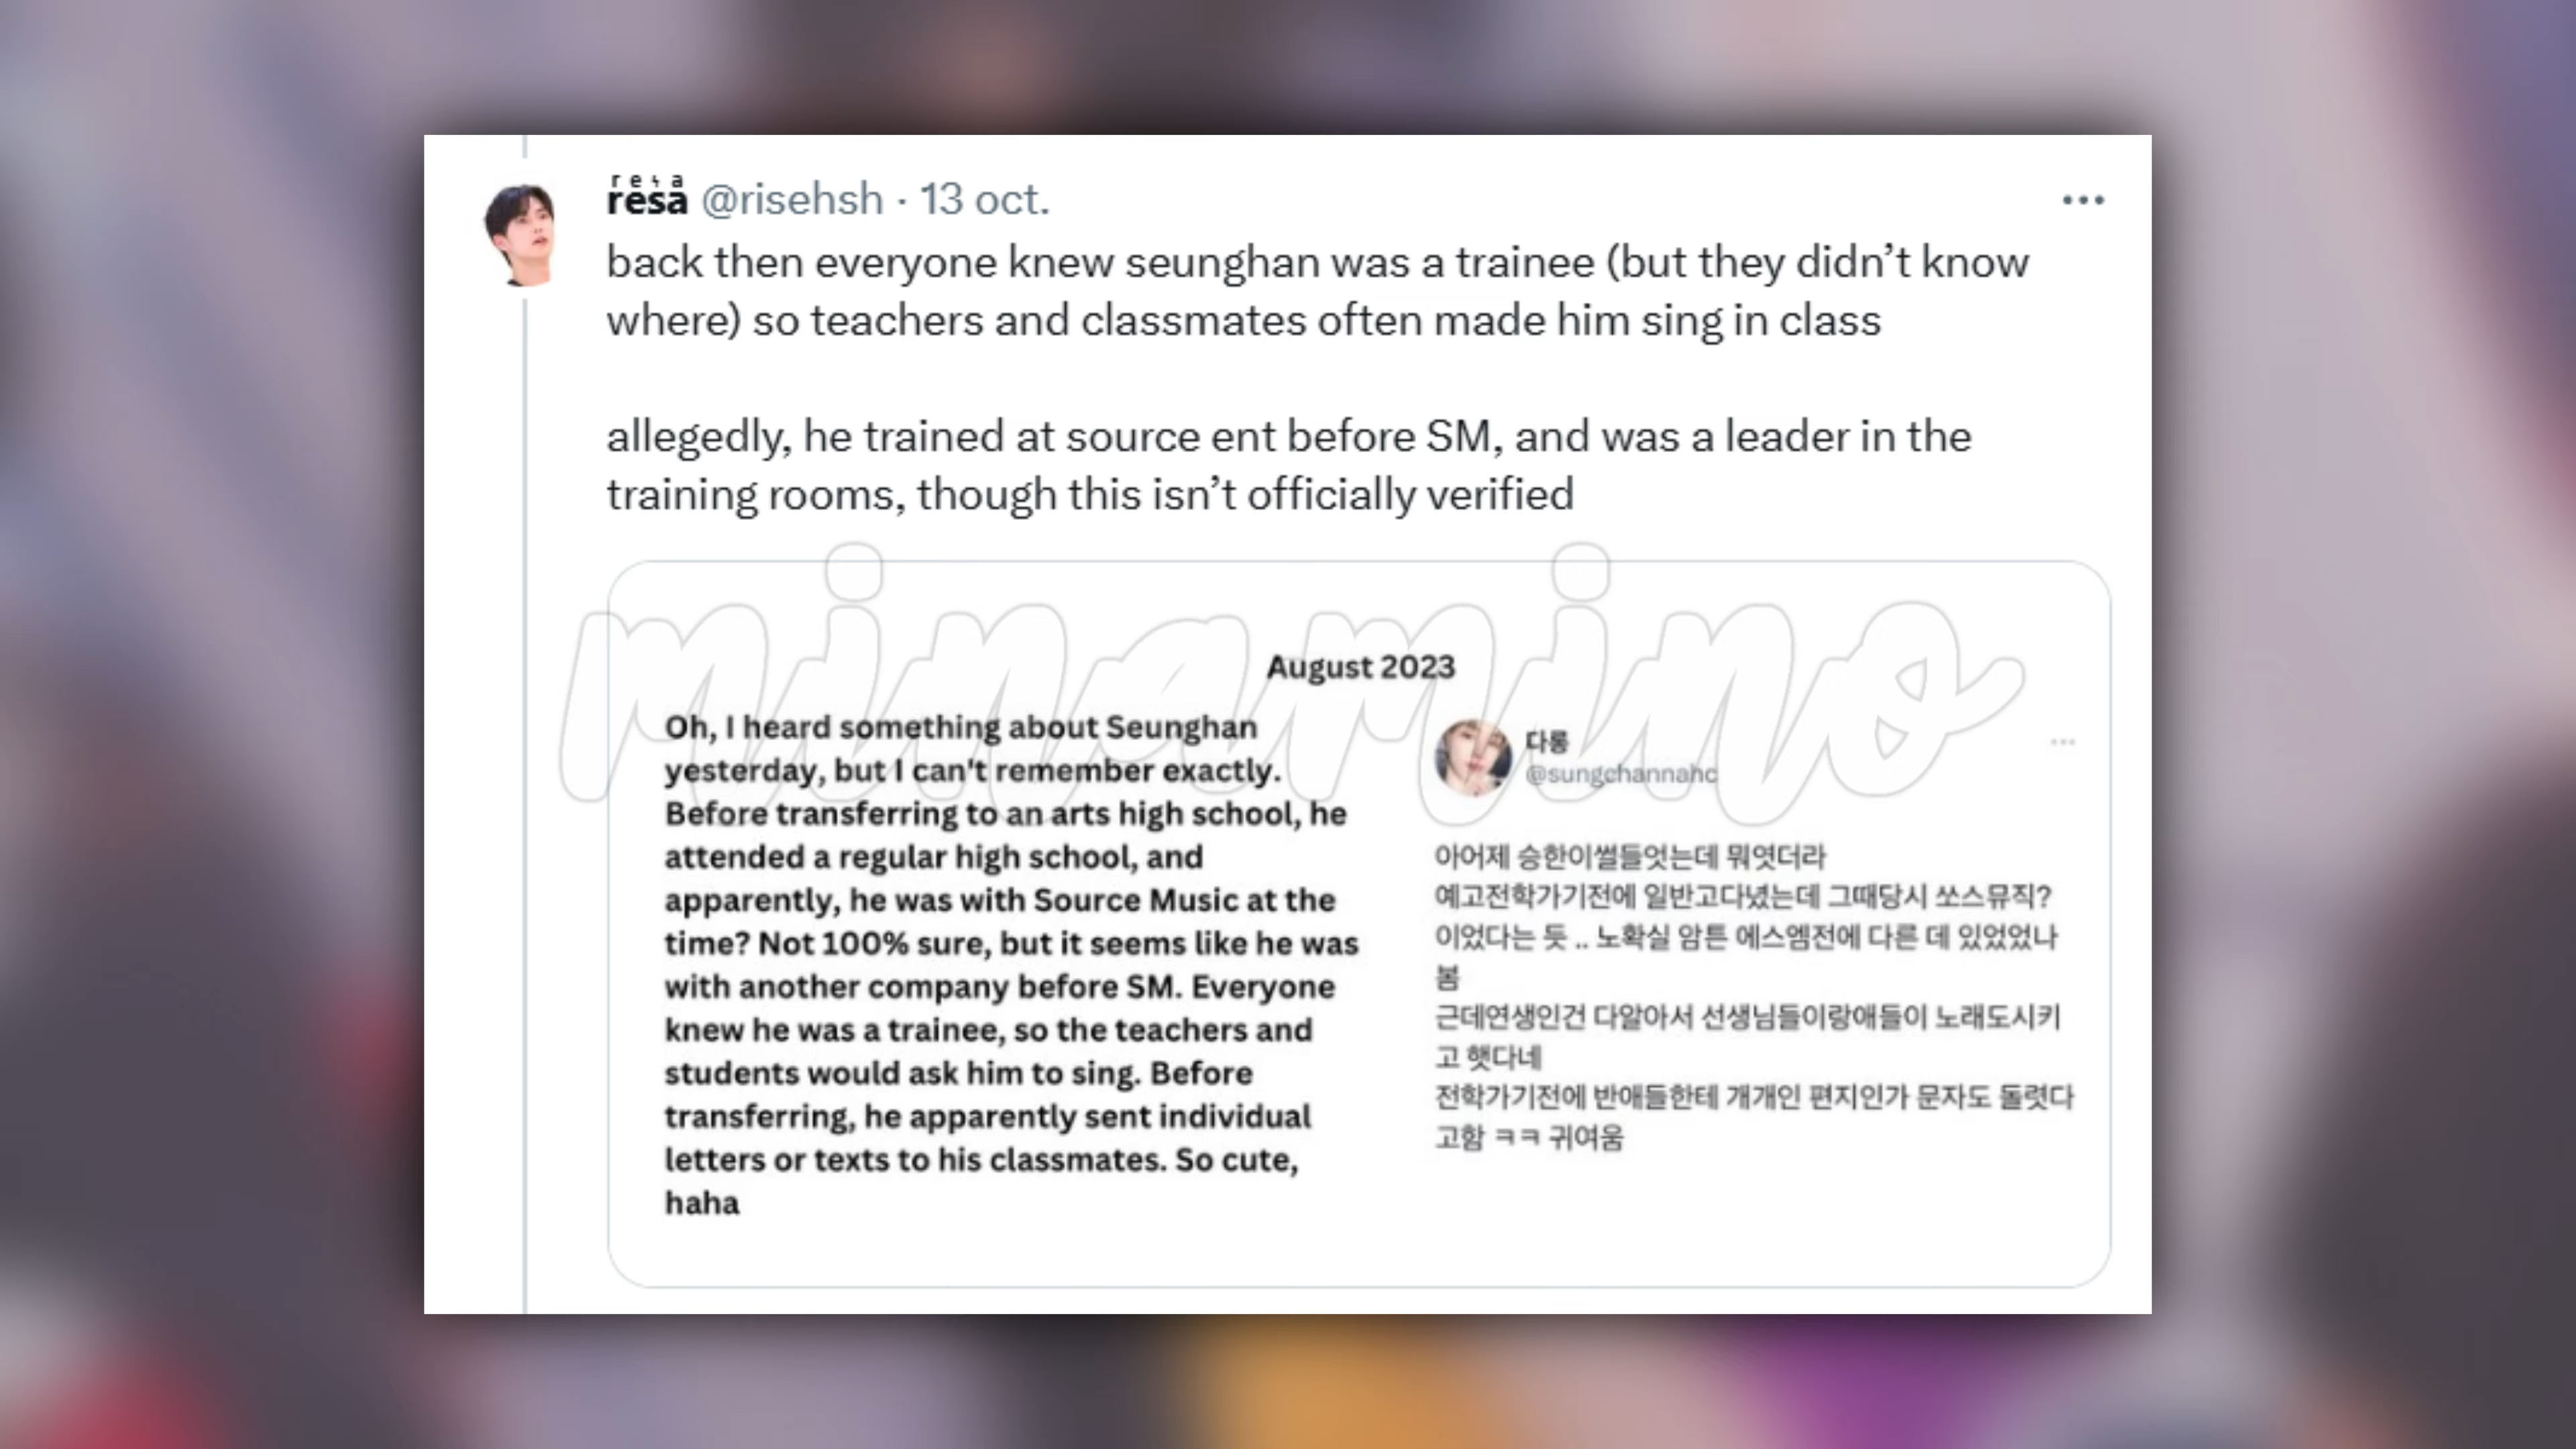 resa
resa @risehsh · 13 oct.
back then everyone knew seunghan was a trainee (but they didn’t know
where) so teachers and classmates often made him sing in class
allegedly, he trained at source ent before SM, and was a leader in the
training rooms, though this isn’t officially verified
minamino
August 2023
Oh, I heard something about Seunghan
yesterday, but I can't remember exactly.
Before transferring to an arts high school, he
attended a regular high school, and
apparently, he was with Source Music at the
time? Not 100% sure, but it seems like he was
with another company before SM. Everyone
knew he was a trainee, so the teachers and
students would ask him to sing. Before
transferring, he apparently sent individual
letters or texts to his classmates. So cute,
haha
다롱
@sungchannahc
아어제 승한이썰들엇는데 뭐엿더라
예고전학가기전에 일반고다녔는데 그때당시 쏘스뮤직?
이었다는 듯 .. 노확실 암튼 에스엠전에 다른 데 있었었나
봄
근데연생인건 다알아서 선생님들이랑애들이 노래도시키
고 햇다네
전학가기전에 반애들한테 개개인 편지인가 문자도 돌렷다
고함 ㅋㅋ 귀여움